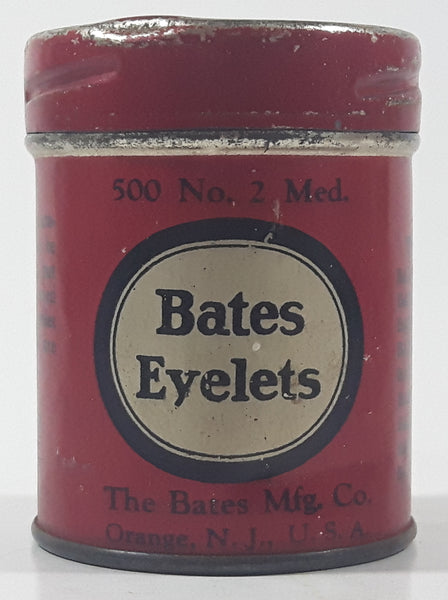 500 No. 2 Med.
Bates
Eyelets
The Bates Mfg. Co.
Orange, N. J., U. S. A.